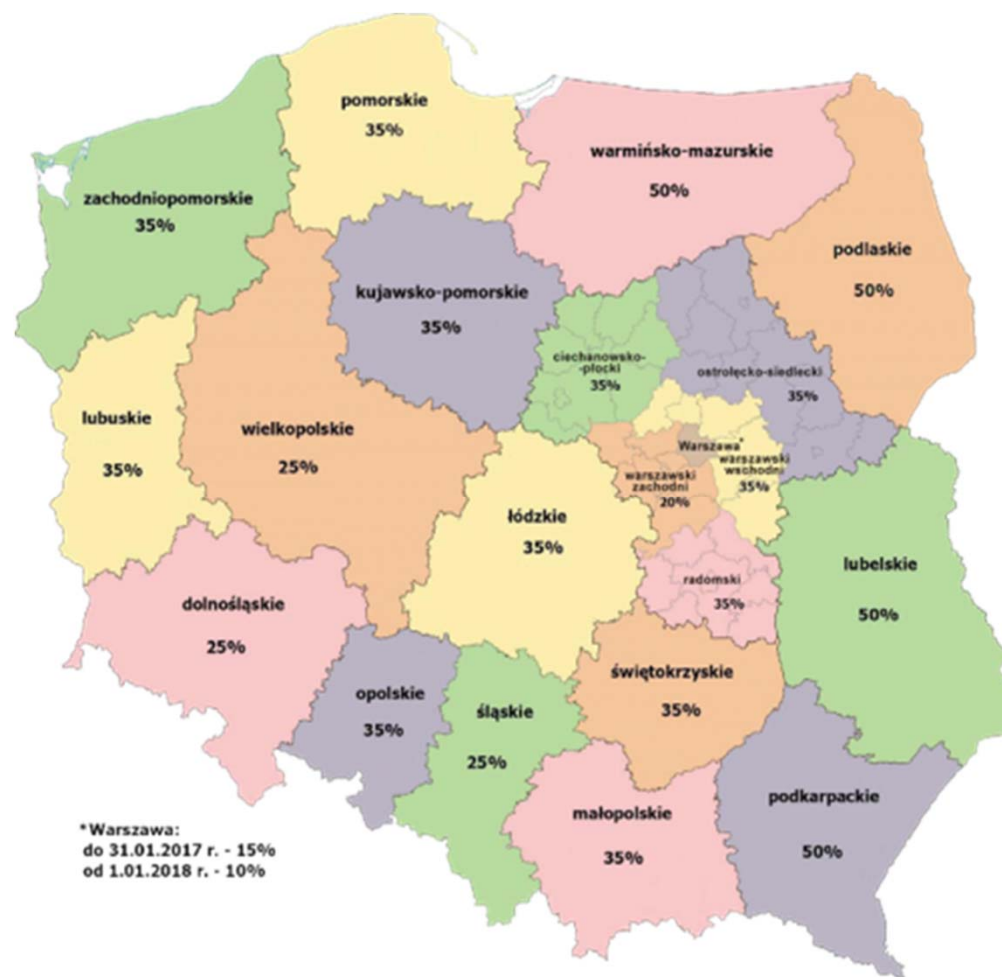 pomorskie
35%
warmińsko-mazurskie
50%
zachodniopomorskie
35%
podlaskie
50%
kujawsko-pomorskie
35%
ciechanowsko-
-płocki
35%
ostrołęcko-siedlecki
35%
lubuskie
35%
wielkopolskie
25%
Warszawa*
warszawski
wschodni
35%
warszawski
zachodni
20%
łódzkie
35%
lubelskie
50%
radomski
35%
dolnośląskie
25%
opolskie
35%
śląskie
25%
świętokrzyskie
35%
małopolskie
35%
podkarpackie
50%
*Warszawa:
do 31.01.2017 r. - 15%
od 1.01.2018 r. - 10%